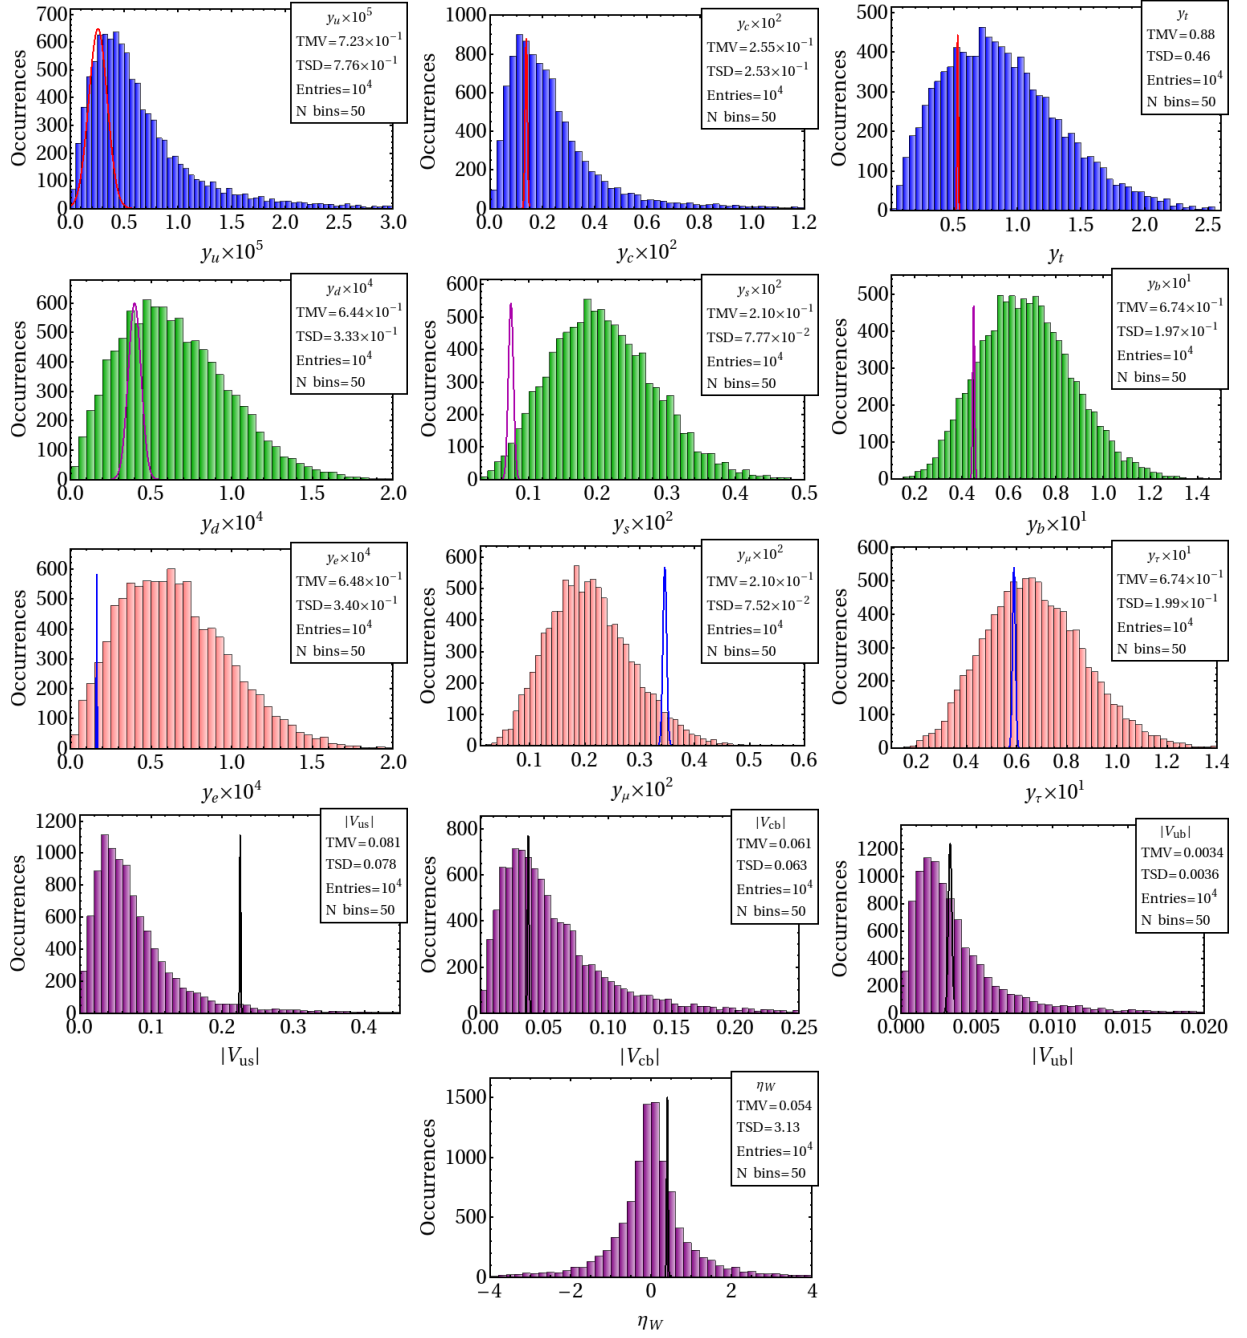 y_u×10^5
TMV=7.23×10^-1
TSD=7.76×10^-1
Entries=10^4
N bins=50
Occurrences
700
600
500
400
300
200
100
0
0.0 0.5 1.0 1.5 2.0 2.5 3.0
y_u×10^5
y_c×10^2
TMV=2.55×10^-1
TSD=2.53×10^-1
Entries=10^4
N bins=50
Occurrences
1000
800
600
400
200
0
0.0 0.2 0.4 0.6 0.8 1.0 1.2
y_c×10^2
y_t
TMV=0.88
TSD=0.46
Entries=10^4
N bins=50
Occurrences
500
400
300
200
100
0
0.5 1.0 1.5 2.0 2.5
y_t
y_d×10^4
TMV=6.44×10^-1
TSD=3.33×10^-1
Entries=10^4
N bins=50
Occurrences
600
500
400
300
200
100
0
0.0 0.5 1.0 1.5 2.0
y_d×10^4
y_s×10^2
TMV=2.10×10^-1
TSD=7.77×10^-2
Entries=10^4
N bins=50
Occurrences
600
500
400
300
200
100
0
0.1 0.2 0.3 0.4 0.5
y_s×10^2
y_b×10^1
TMV=6.74×10^-1
TSD=1.97×10^-1
Entries=10^4
N bins=50
Occurrences
500
400
300
200
100
0
0.2 0.4 0.6 0.8 1.0 1.2 1.4
y_b×10^1
y_e×10^4
TMV=6.48×10^-1
TSD=3.40×10^-1
Entries=10^4
N bins=50
Occurrences
600
500
400
300
200
100
0
0.0 0.5 1.0 1.5 2.0
y_e×10^4
y_μ×10^2
TMV=2.10×10^-1
TSD=7.52×10^-2
Entries=10^4
N bins=50
Occurrences
600
500
400
300
200
100
0
0.1 0.2 0.3 0.4 0.5 0.6
y_μ×10^2
y_τ×10^1
TMV=6.74×10^-1
TSD=1.99×10^-1
Entries=10^4
N bins=50
Occurrences
600
500
400
300
200
100
0
0.2 0.4 0.6 0.8 1.0 1.2 1.4
y_τ×10^1
|V_us|
TMV=0.081
TSD=0.078
Entries=10^4
N bins=50
Occurrences
1200
1000
800
600
400
200
0
0.0 0.1 0.2 0.3 0.4
|V_us|
|V_cb|
TMV=0.061
TSD=0.063
Entries=10^4
N bins=50
Occurrences
800
600
400
200
0
0.00 0.05 0.10 0.15 0.20 0.25
|V_cb|
|V_ub|
TMV=0.0034
TSD=0.0036
Entries=10^4
N bins=50
Occurrences
1200
1000
800
600
400
200
0
0.000 0.005 0.010 0.015 0.020
|V_ub|
η_W
TMV=0.054
TSD=3.13
Entries=10^4
N bins=50
Occurrences
1500
1000
500
0
−4 −2 0 2 4
η_W